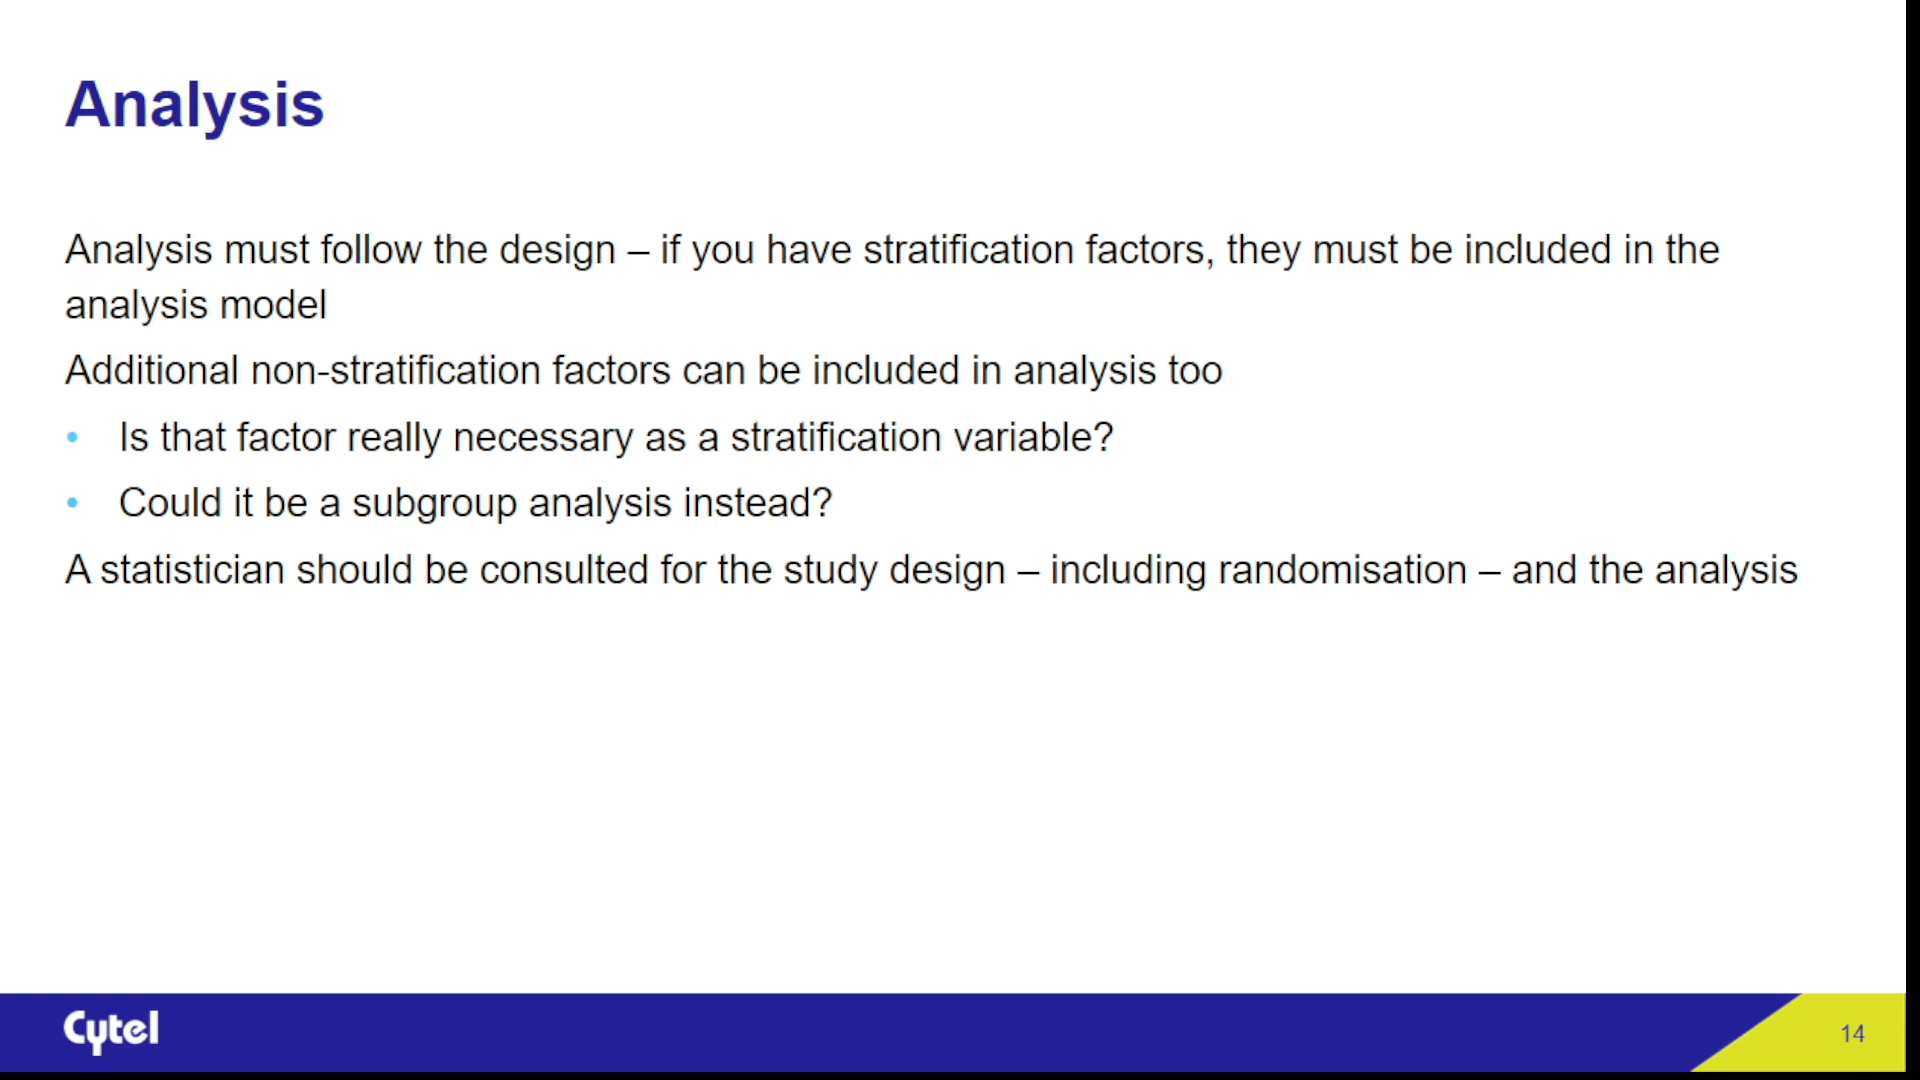 Analysis
Analysis must follow the design – if you have stratification factors, they must be included in the
analysis model
Additional non-stratification factors can be included in analysis too
• Is that factor really necessary as a stratification variable?
• Could it be a subgroup analysis instead?
A statistician should be consulted for the study design – including randomisation – and the analysis
Cytel
14